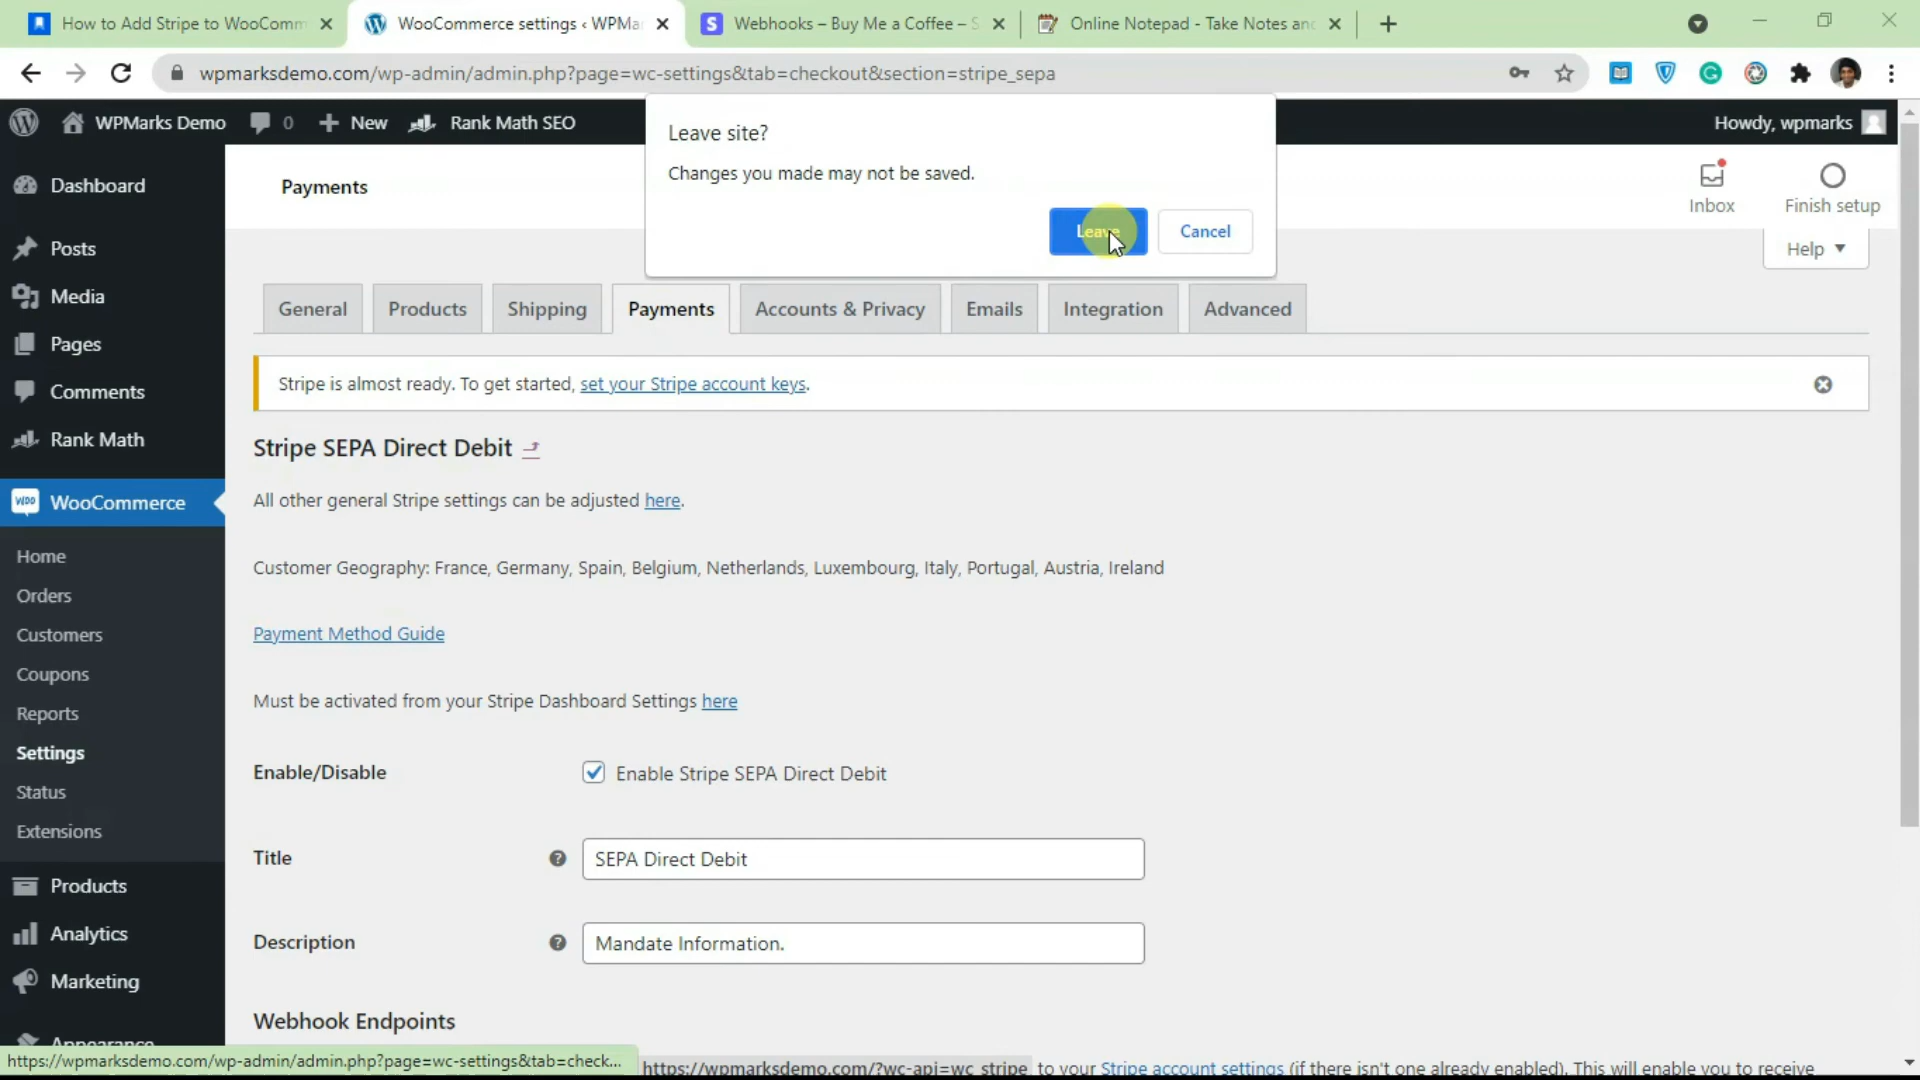 How to Add Stripe to WooComm
WooCommerce settings ‹ WPMa
Webhooks – Buy Me a Coffee – S
Online Notepad - Take Notes an
wpmarksdemo.com/wp-admin/admin.php?page=wc-settings&tab=checkout&section=stripe_sepa
WPMarks Demo
0
New
Rank Math SEO
Howdy, wpmarks
Leave site?
Changes you made may not be saved.
Leave
Cancel
Payments
Inbox
Finish setup
Help
General
Products
Shipping
Payments
Accounts & Privacy
Emails
Integration
Advanced
Stripe is almost ready. To get started, set your Stripe account keys.
Stripe SEPA Direct Debit
All other general Stripe settings can be adjusted here.
Customer Geography: France, Germany, Spain, Belgium, Netherlands, Luxembourg, Italy, Portugal, Austria, Ireland
Payment Method Guide
Must be activated from your Stripe Dashboard Settings here
Enable/Disable
Enable Stripe SEPA Direct Debit
Title
SEPA Direct Debit
Description
Mandate Information.
Webhook Endpoints
https://wpmarksdemo.com/?wc-api=wc_stripe to your Stripe account settings (if there isn't one already enabled). This will enable you to receive
Dashboard
Posts
Media
Pages
Comments
Rank Math
WooCommerce
Home
Orders
Customers
Coupons
Reports
Settings
Status
Extensions
Products
Analytics
Marketing
Appearance
https://wpmarksdemo.com/wp-admin/admin.php?page=wc-settings&tab=check...